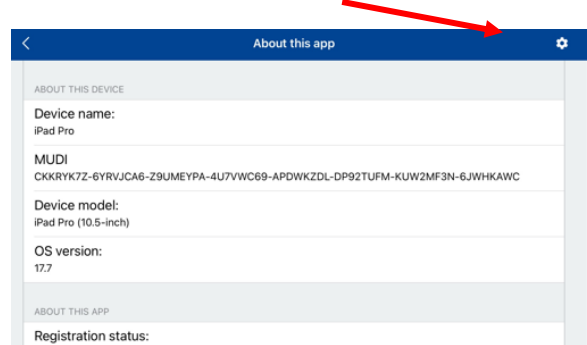 About this app
ABOUT THIS DEVICE
Device name:
iPad Pro
MUDI
CKKRYK7Z-6YRVJCA6-Z9UMEYPA-4U7VWC69-APDWKZDL-DP92TUFM-KUW2MF3N-6JWHKAWC
Device model:
iPad Pro (10.5-inch)
OS version:
17.7
ABOUT THIS APP
Registration status: